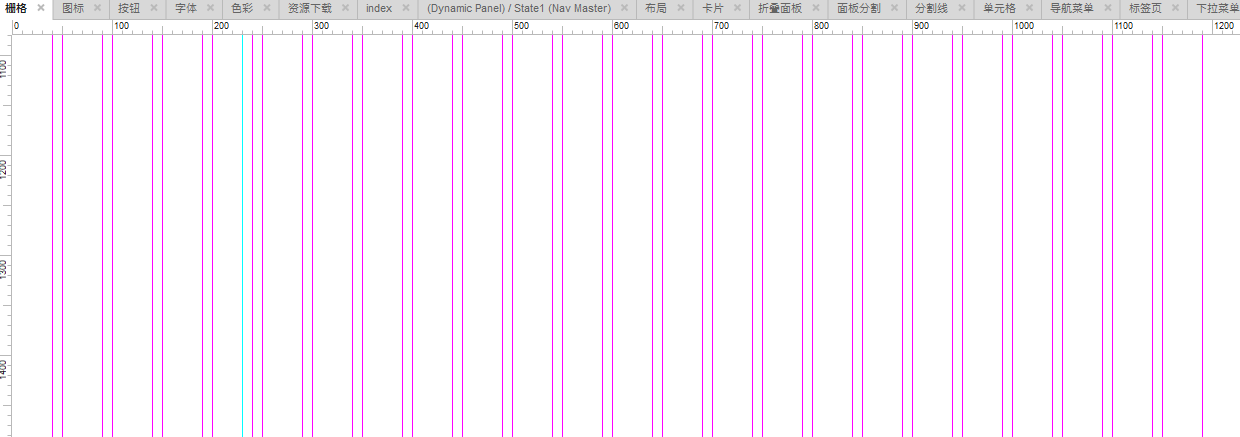 栅格 图标 按钮 字体 色彩 资源下载 index (Dynamic Panel) / State1 (Nav Master) 布局 卡片 折叠面板 面板分割 分割线 单元格 导航菜单 标签页 下拉菜单
0 100 200 300 400 500 600 700 800 900 1000 1100 1200
1100
1200
1300
1400